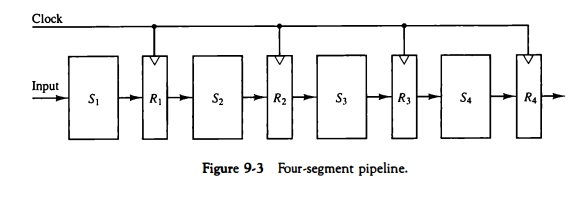 Clock
Input
S₁ R₁ S₂ R₂ S₃ R₃ S₄ R₄
Figure 9-3 Four-segment pipeline.